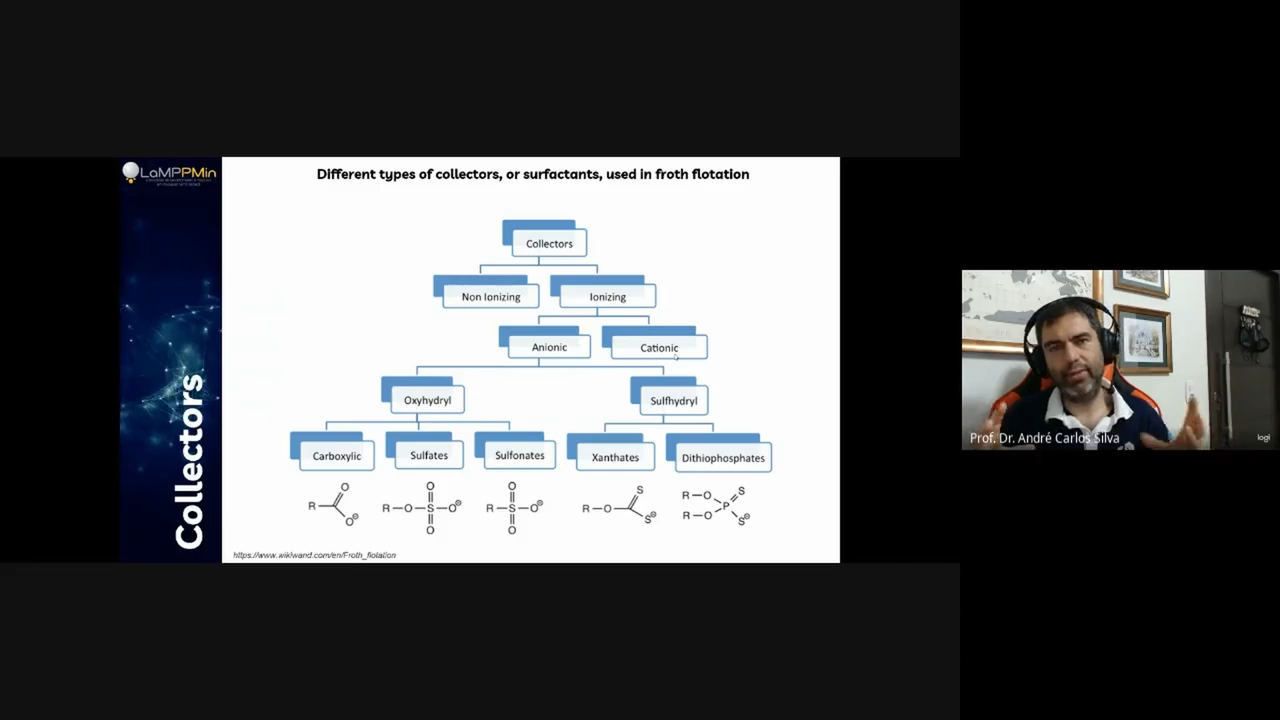 LaMPPMin
Different types of collectors, or surfactants, used in froth flotation
Collectors
Non Ionizing
Ionizing
Anionic
Cationic
Oxyhydryl
Sulfhydryl
Carboxylic
Sulfates
Sulfonates
Xanthates
Dithiophosphates
R O O⊖
R O S O⊖ O O
R S O⊖ O O
R O S S⊖
R O R O P S S⊖
Collectors
https://www.wikiwand.com/en/Froth_flotation
Prof. Dr. André Carlos Silva
logi